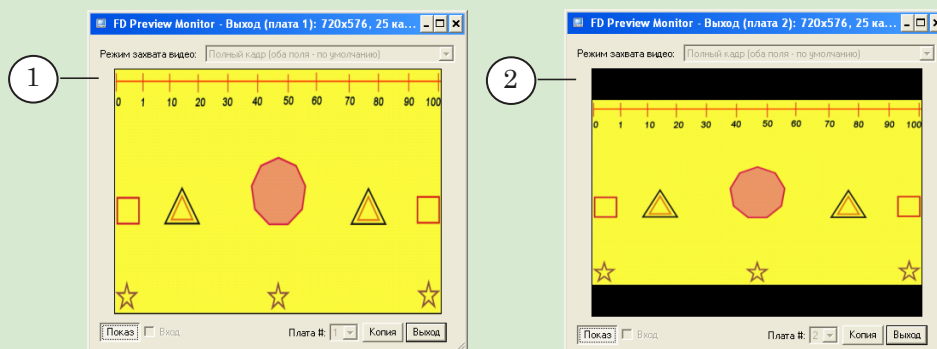 FD Preview Monitor - Выход (плата 1): 720x576, 25 ка...
Режим захвата видео: Полный кадр (оба поля - по умолчанию)
1
0 1 10 20 30 40 50 60 70 80 90 100
Показ Вход Плата #: 1 Копия Выход
FD Preview Monitor - Выход (плата 2): 720x576, 25 ка...
Режим захвата видео: Полный кадр (оба поля - по умолчанию)
2
0 1 10 20 30 40 50 60 70 80 90 100
Показ Вход Плата #: 2 Копия Выход